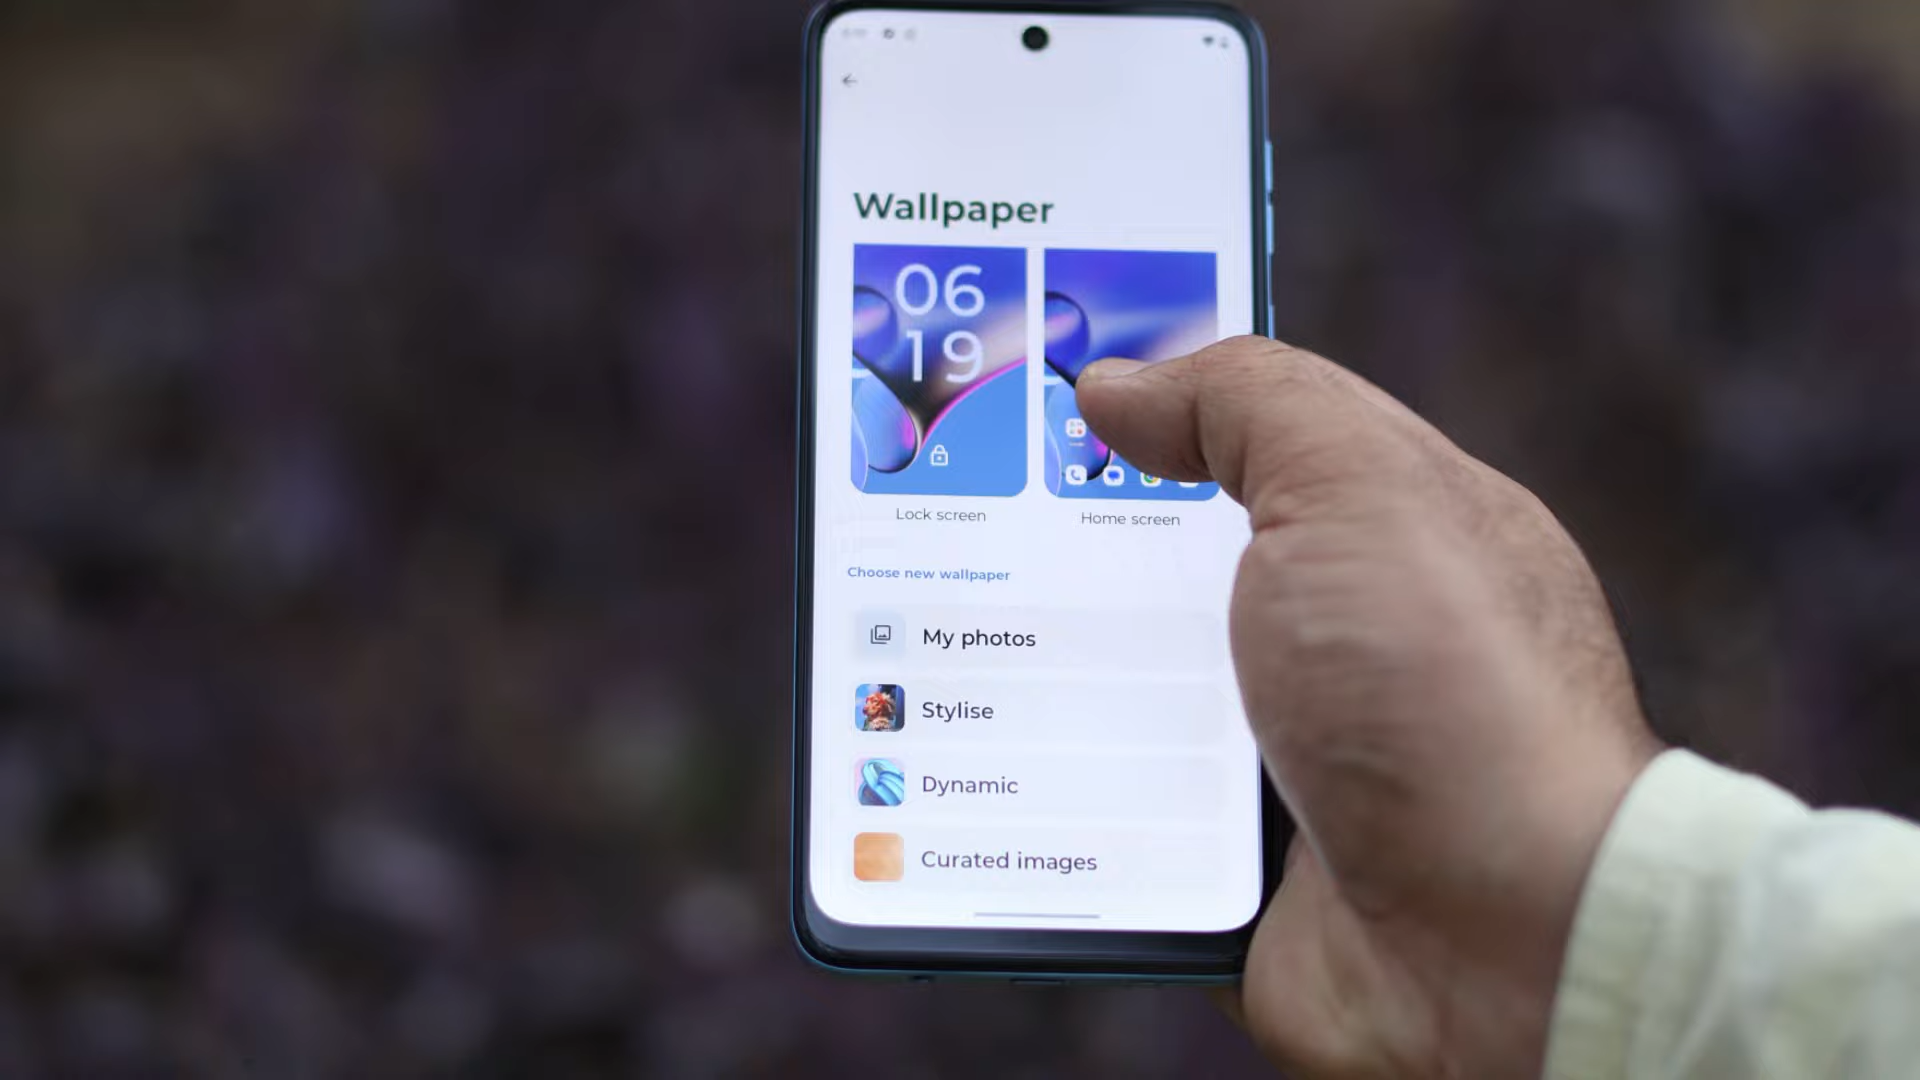 Wallpaper
06
19
Lock screen
Home screen
Choose new wallpaper
My photos
Stylise
Dynamic
Curated images